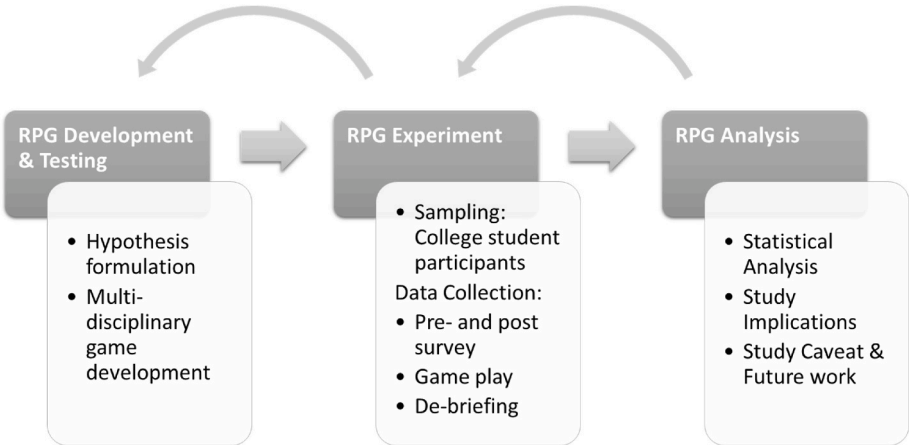 RPG Development
& Testing
• Hypothesis
formulation
• Multi-
disciplinary
game
development
RPG Experiment
• Sampling:
College student
participants
Data Collection:
• Pre- and post
survey
• Game play
• De-briefing
RPG Analysis
• Statistical
Analysis
• Study
Implications
• Study Caveat &
Future work